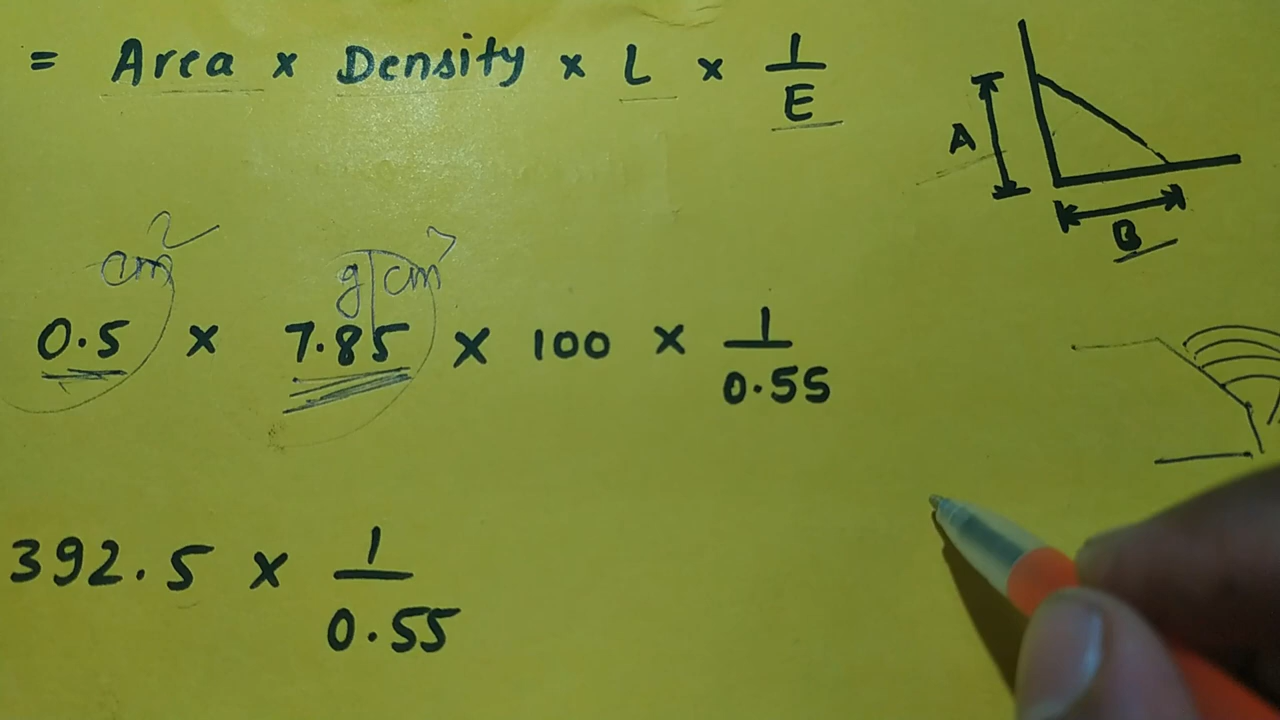 = Area × Density × L × 1/E
A
B
cm² g/cm³
0.5 × 7.85 × 100 × 1/0.55
392.5 × 1/0.55